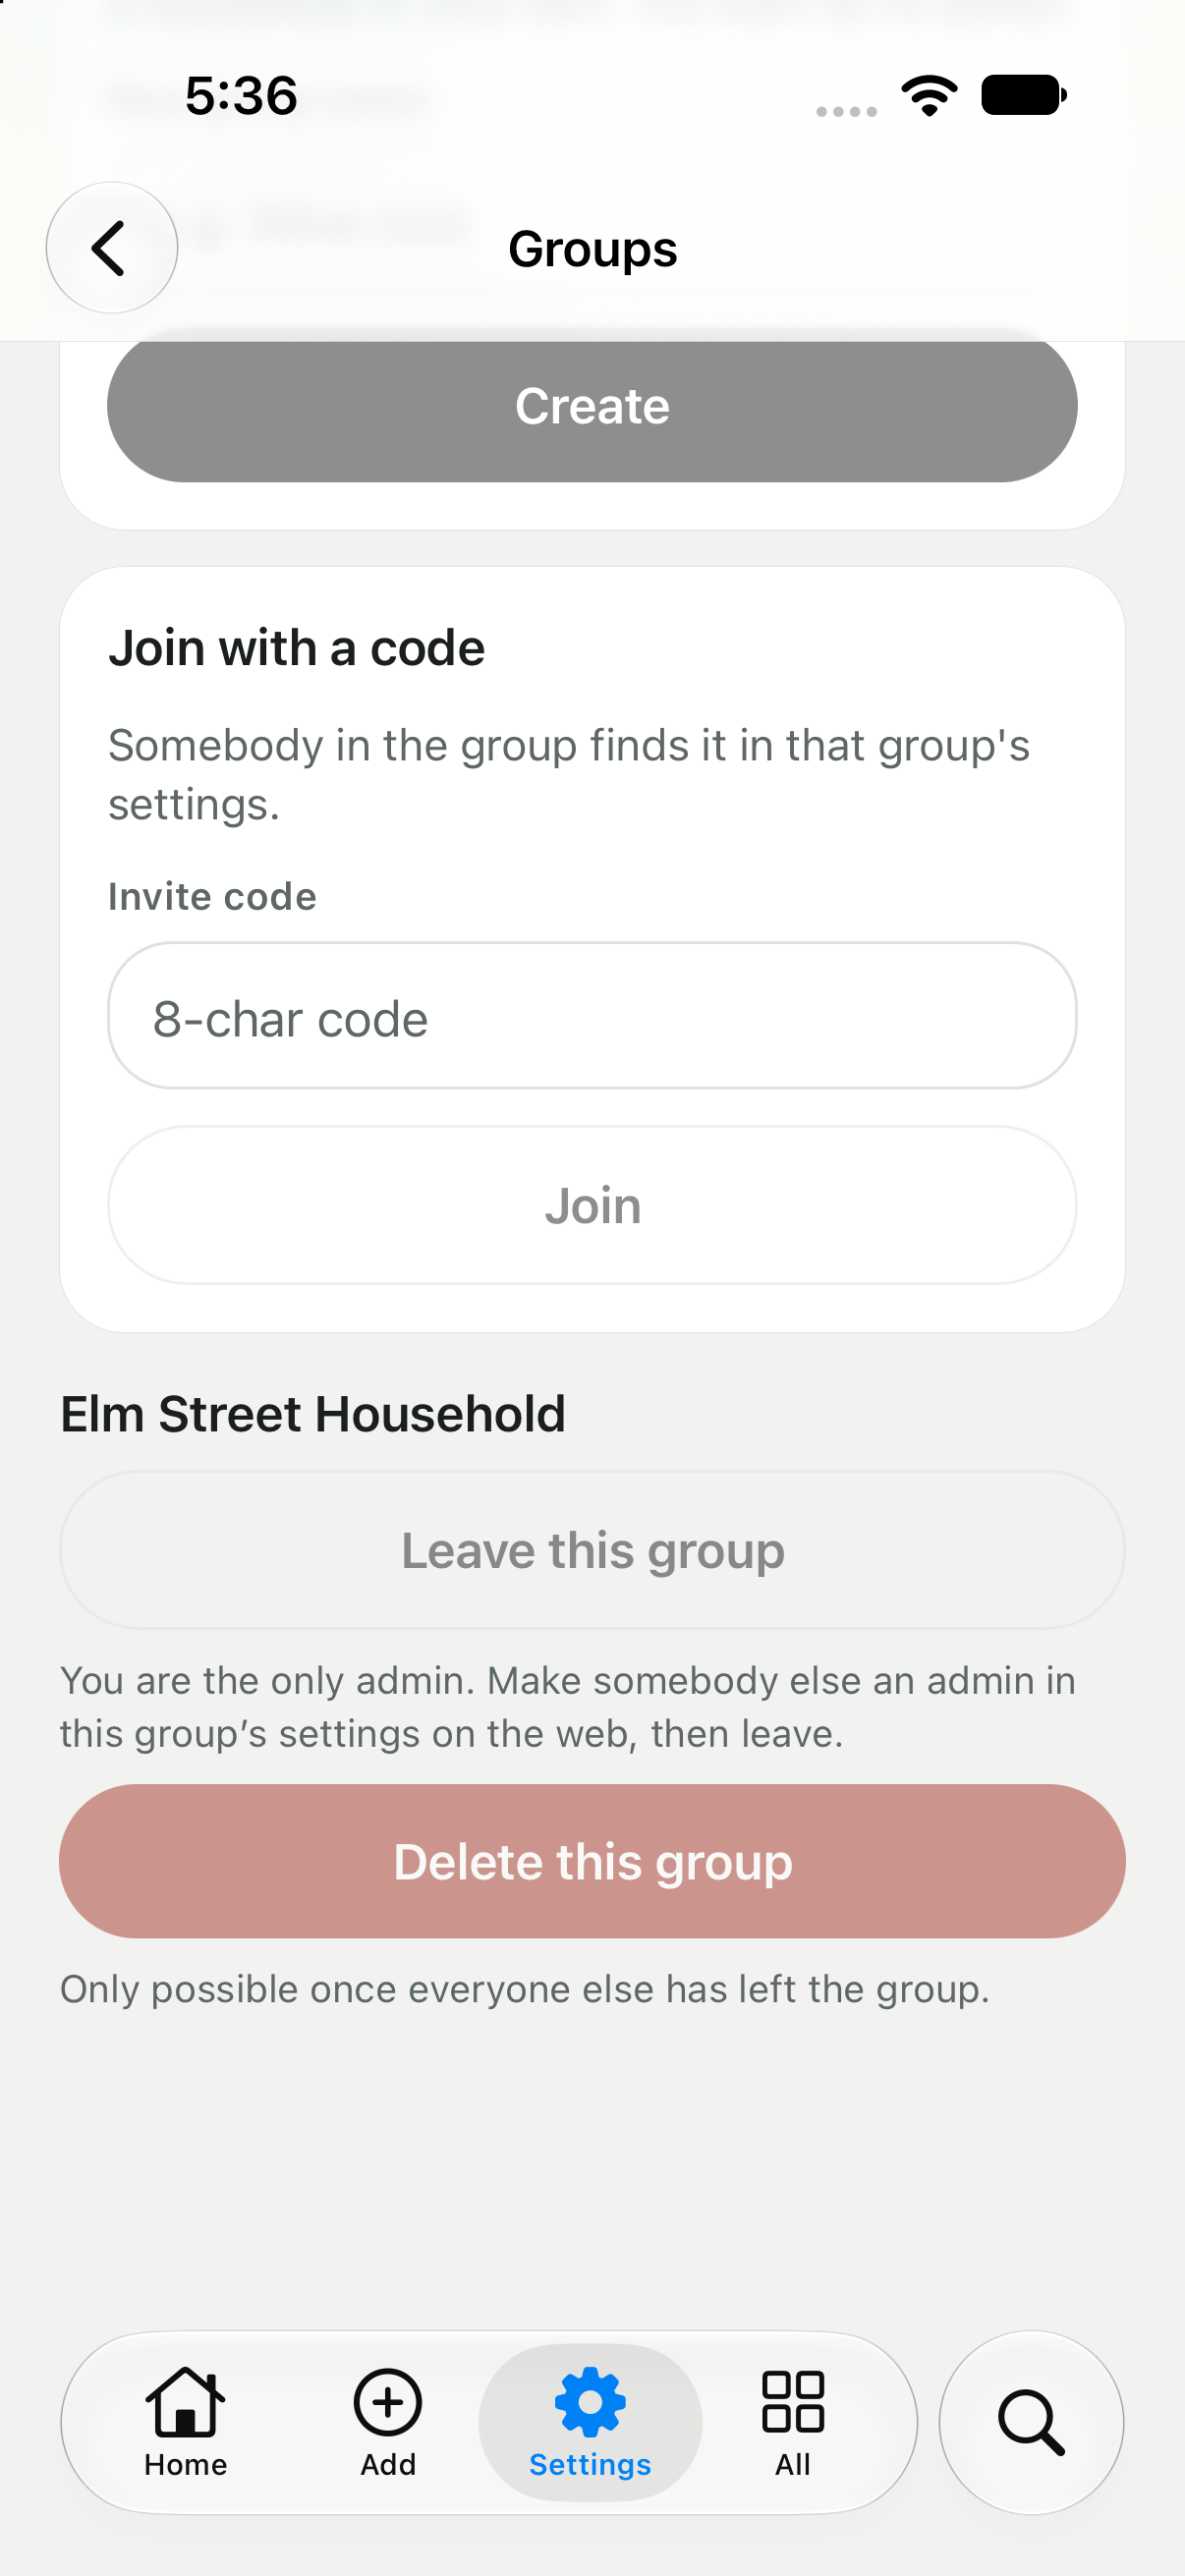 5:36
Groups
Create
Join with a code
Somebody in the group finds it in that group's
settings.
Invite code
8-char code
Join
Elm Street Household
Leave this group
You are the only admin. Make somebody else an admin in
this group’s settings on the web, then leave.
Delete this group
Only possible once everyone else has left the group.
Home
Add
Settings
All